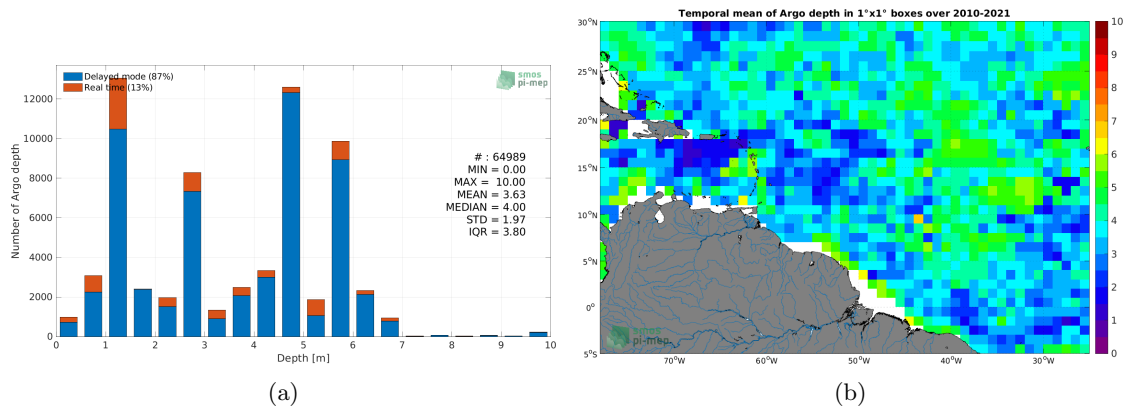 Delayed mode (87%)
Real time (13%)
smos
pi-mep
# : 64989
MIN = 0.00
MAX = 10.00
MEAN = 3.63
MEDIAN = 4.00
STD = 1.97
IQR = 3.80
Number of Argo depth
12000
10000
8000
6000
4000
2000
0
0 1 2 3 4 5 6 7 8 9 10
Depth [m]
(a)
Temporal mean of Argo depth in 1°x1° boxes over 2010-2021
30°N
25°N
20°N
15°N
10°N
5°N
0°
5°S
70°W 60°W 50°W 40°W 30°W
smos
pi-mep
10
9
8
7
6
5
4
3
2
1
0
(b)